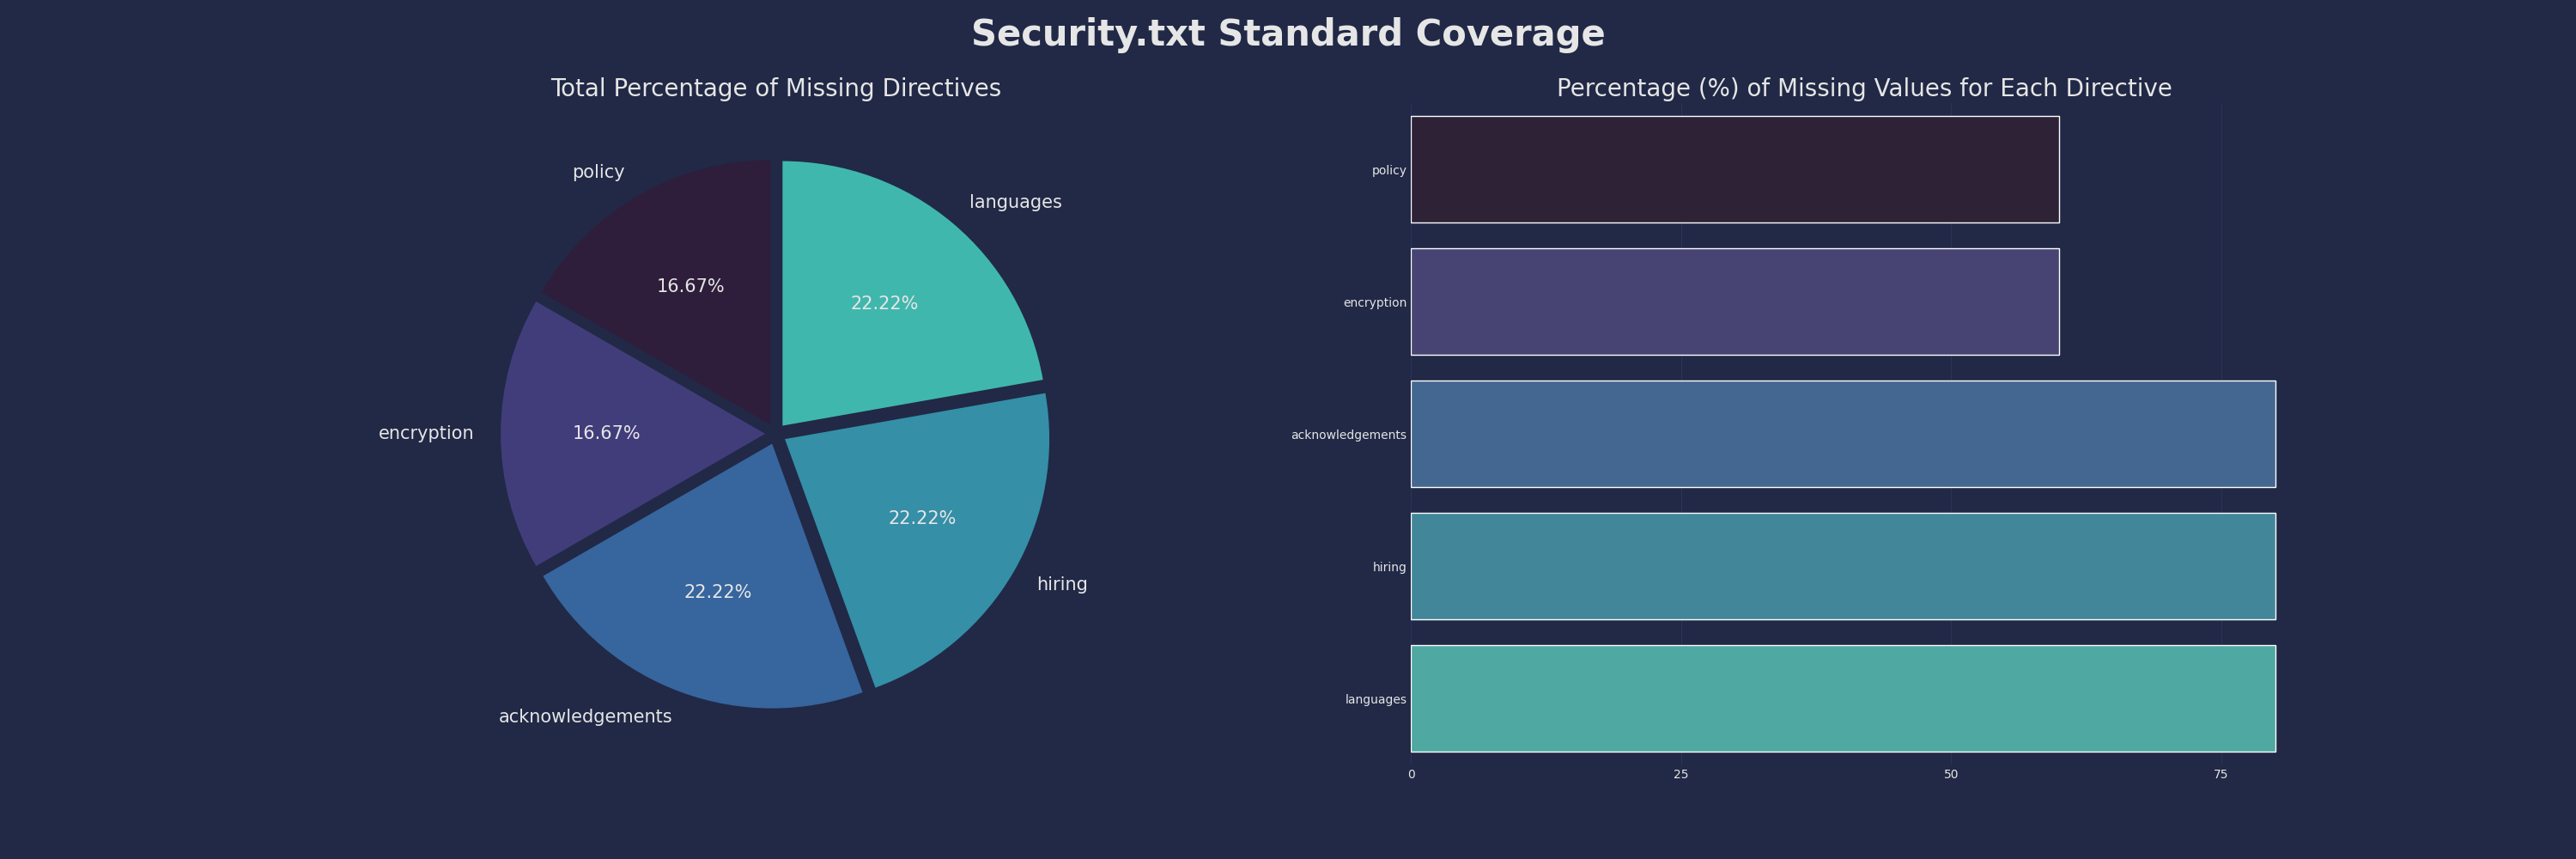 Security.txt Standard Coverage
Total Percentage of Missing Directives
policy
languages
16.67%
22.22%
encryption
16.67%
22.22%
hiring
22.22%
acknowledgements
Percentage (%) of Missing Values for Each Directive
policy
encryption
acknowledgements
hiring
languages
0 25 50 75